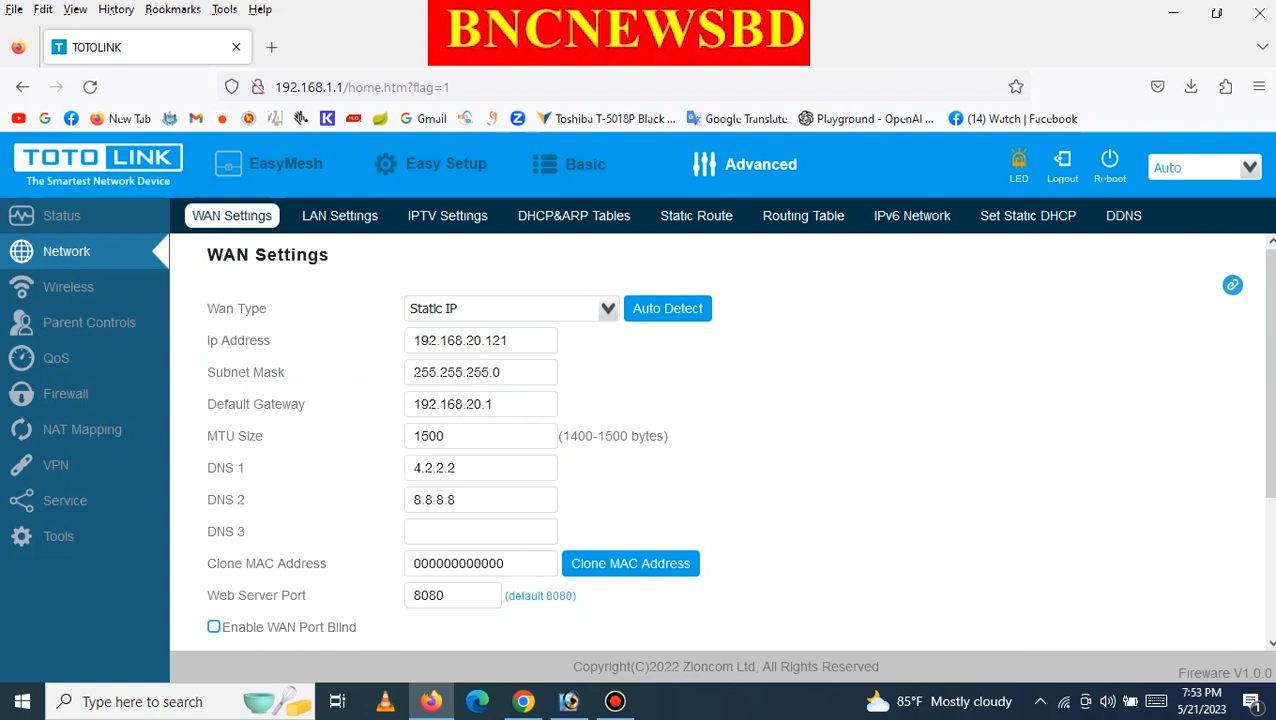 File Edit View History Bookmarks Tools Help
BNCNEWSBD
TOTOLINK
192.168.1.1/home.htm?flag=1
New Tab
Gmail
Toshiba T-5018P Black ...
Google Translate
Playground - OpenAI ...
(14) Watch | Facebook
TOTO LINK
The Smartest Network Device
EasyMesh
Easy Setup
Basic
Advanced
LED
Logout
Reboot
Auto
Status
Network
Wireless
Parent Controls
QoS
Firewall
NAT Mapping
VPN
Service
Tools
WAN Settings
LAN Settings
IPTV Settings
DHCP&ARP Tables
Static Route
Routing Table
IPv6 Network
Set Static DHCP
DDNS
WAN Settings
Wan Type Static IP Auto Detect
Ip Address 192.168.20.121
Subnet Mask 255.255.255.0
Default Gateway 192.168.20.1
MTU Size 1500 (1400-1500 bytes)
DNS 1 4.2.2.2
DNS 2 8.8.8.8
DNS 3
Clone MAC Address 000000000000 Clone MAC Address
Web Server Port 8080 (default 8080)
Enable WAN Port Blind
Copyright(C)2022 Zioncom Ltd, All Rights Reserved
Fireware V1.0.0
Type here to search
85°F Mostly cloudy
7:53 PM
5/21/2023
1